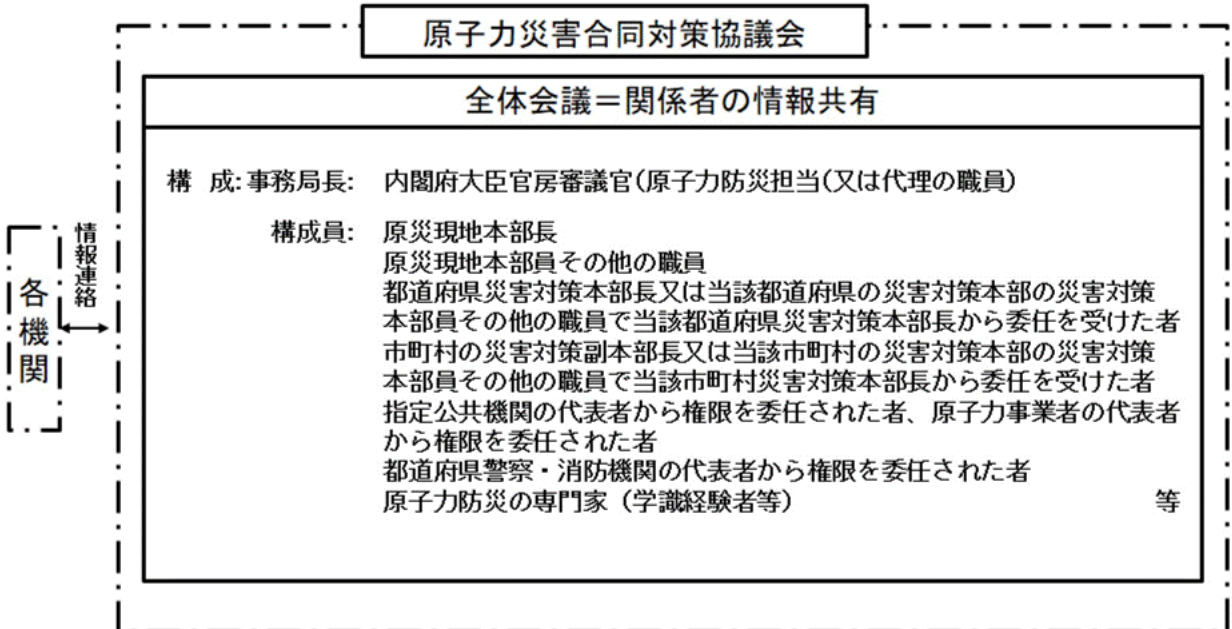 原子力災害合同対策協議会
全体会議＝関係者の情報共有
構　成:事務局長:　内閣府大臣官房審議官(原子力防災担当(又は代理の職員)
構成員:　原災現地本部長
原災現地本部員その他の職員
都道府県災害対策本部長又は当該都道府県の災害対策本部の災害対策
本部員その他の職員で当該都道府県災害対策本部長から委任を受けた者
市町村の災害対策副本部長又は当該市町村の災害対策本部の災害対策
本部員その他の職員で当該市町村災害対策本部長から委任を受けた者
指定公共機関の代表者から権限を委任された者、原子力事業者の代表者
から権限を委任された者
都道府県警察・消防機関の代表者から権限を委任された者
原子力防災の専門家（学識経験者等）　等
情報連絡
各機関